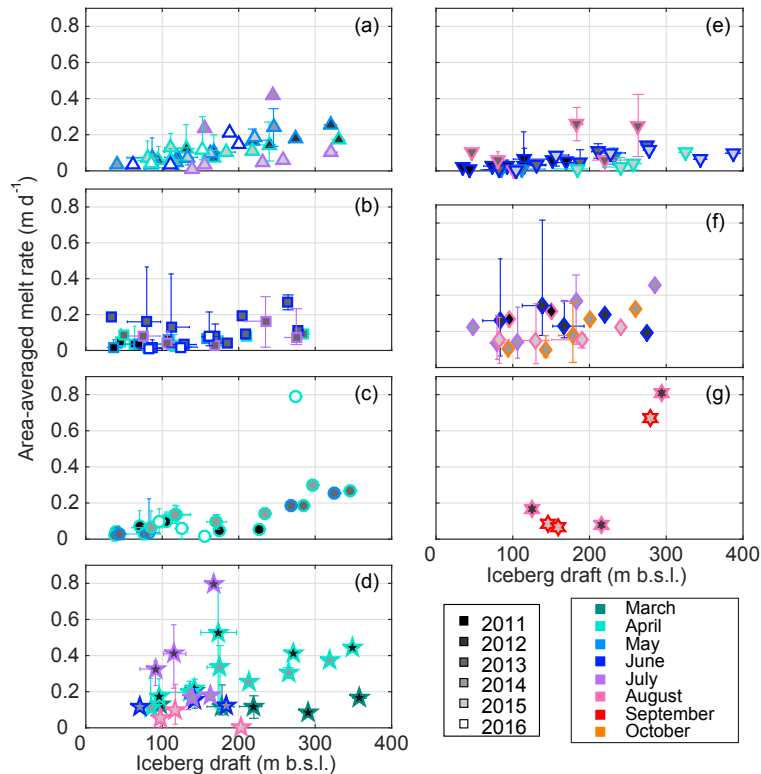 (a)
0.8
0.6
0.4
0.2
0
(b)
0.8
0.6
0.4
0.2
0
(c)
0.8
0.6
0.4
0.2
0
(d)
0.8
0.6
0.4
0.2
0
0 100 200 300 400
Iceberg draft (m b.s.l.)
Area-averaged melt rate (m d⁻¹)
(e)
(f)
(g)
0 100 200 300 400
Iceberg draft (m b.s.l.)
2011
2012
2013
2014
2015
2016
March
April
May
June
July
August
September
October